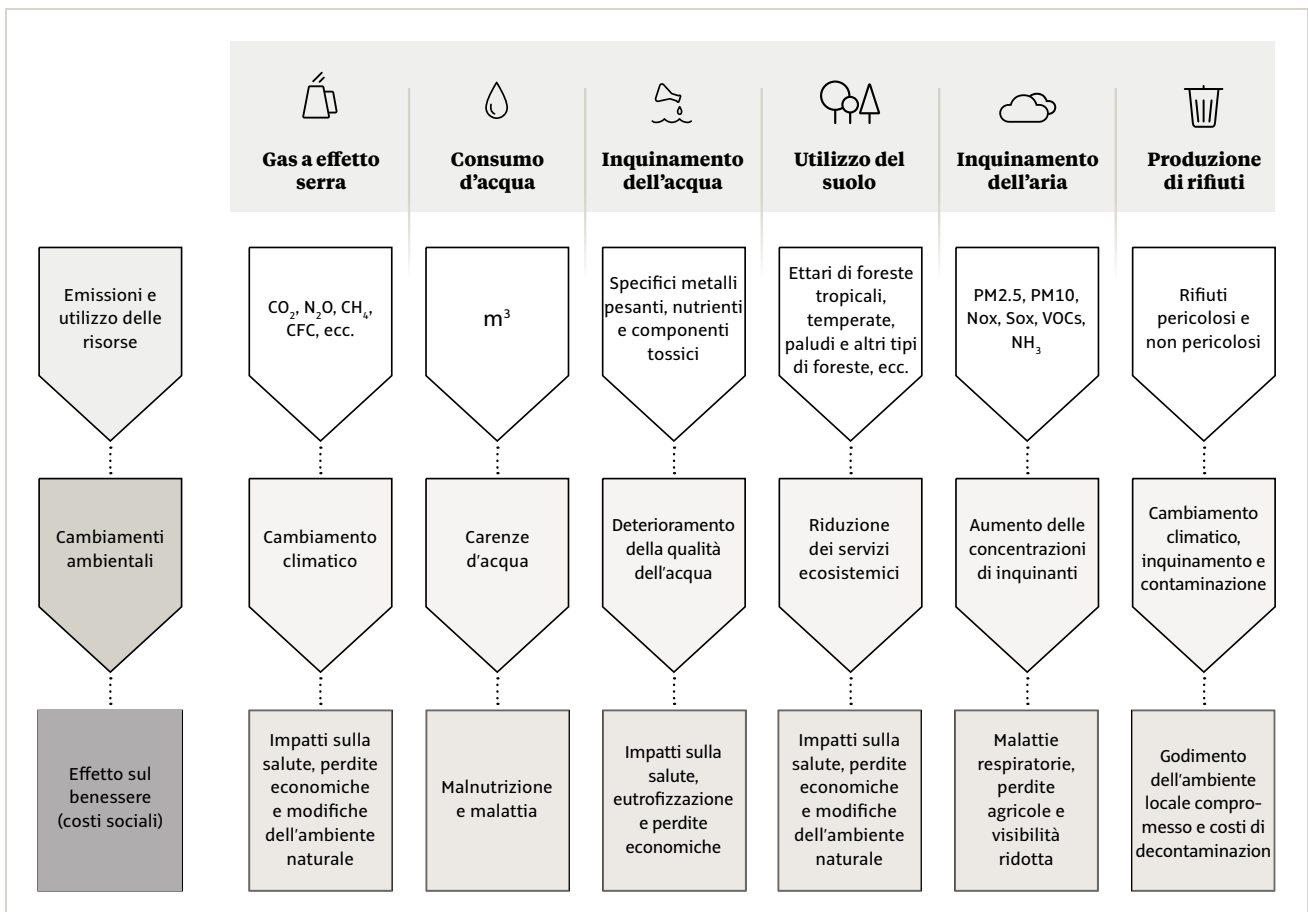 Gas a effetto
serra
Consumo
d'acqua
Inquinamento
dell'acqua
Utilizzo del
suolo
Inquinamento
dell'aria
Produzione
di rifiuti
Emissioni e
utilizzo delle
risorse
CO₂, N₂O, CH₄,
CFC, ecc.
m³
Specifici metalli
pesanti, nutrienti
e componenti
tossici
Ettari di foreste
tropicali,
temperate,
paludi e altri tipi
di foreste, ecc.
PM2.5, PM10,
Nox, Sox, VOCs,
NH₃
Rifiuti
pericolosi e
non pericolosi
Cambiamenti
ambientali
Cambiamento
climatico
Carenze
d'acqua
Deterioramento
della qualità
dell'acqua
Riduzione
dei servizi
ecosistemici
Aumento delle
concentrazioni
di inquinanti
Cambiamento
climatico,
inquinamento e
contaminazione
Effetto sul
benessere
(costi sociali)
Impatti sulla
salute, perdite
economiche
e modifiche
dell'ambiente
naturale
Malnutrizione
e malattia
Impatti sulla
salute,
eutrofizzazione
e perdite
economiche
Impatti sulla
salute, perdite
economiche
e modifiche
dell'ambiente
naturale
Malattie
respiratorie,
perdite
agricole e
visibilità
ridotta
Godimento
dell'ambiente
locale compro-
messo e costi di
decontaminazion